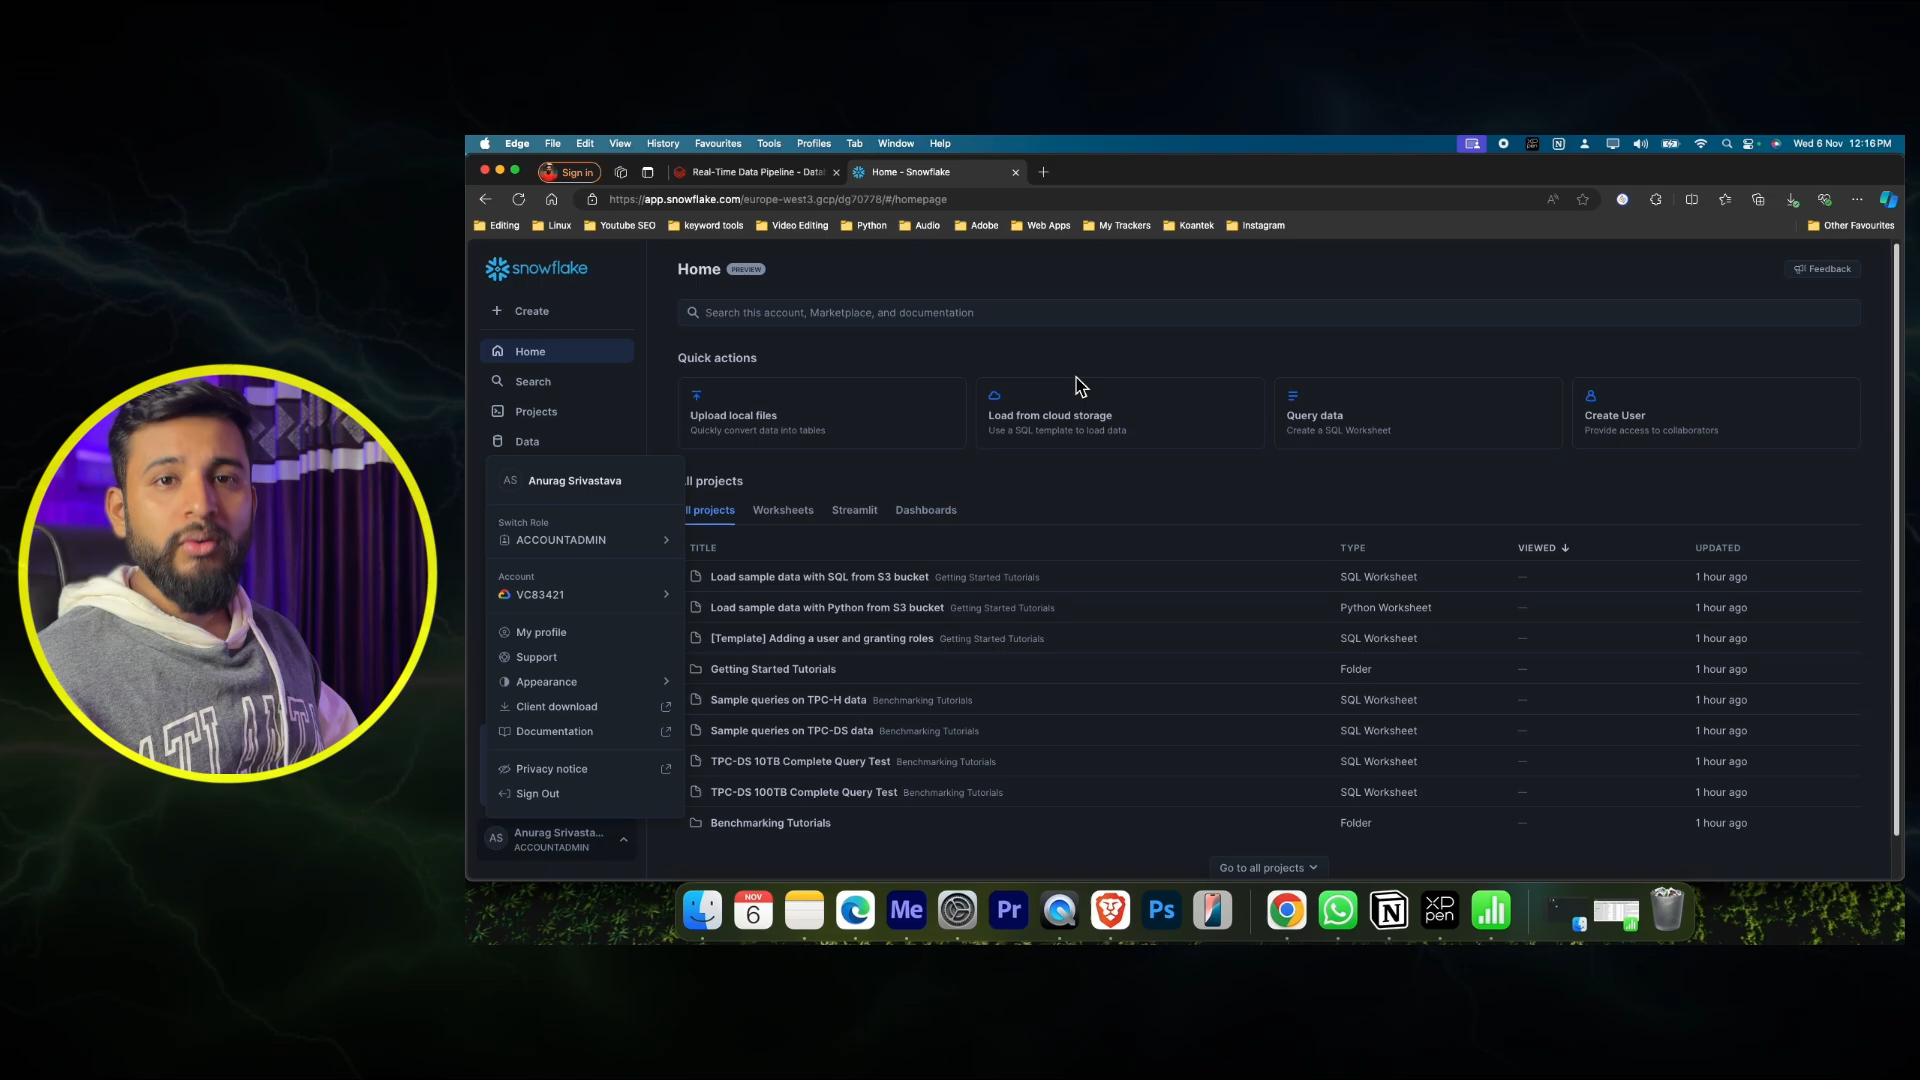 Edge File Edit View History Favourites Tools Profiles Tab Window Help
Wed 6 Nov 12:16 PM
Sign in
Real-Time Data Pipeline - Datal
Home - Snowflake
https://app.snowflake.com/europe-west3.gcp/dg70778/#/homepage
Editing Linux Youtube SEO keyword tools Video Editing Python Audio Adobe Web Apps My Trackers Koantek Instagram Other Favourites
snowflake
Create
Home
Search
Projects
Data
AS Anurag Srivastava
Switch Role
ACCOUNTADMIN
Account
VC83421
My profile
Support
Appearance
Client download
Documentation
Privacy notice
Sign Out
AS Anurag Srivasta...
ACCOUNTADMIN
Home PREVIEW
Feedback
Search this account, Marketplace, and documentation
Quick actions
Upload local files
Quickly convert data into tables
Load from cloud storage
Use a SQL template to load data
Query data
Create a SQL Worksheet
Create User
Provide access to collaborators
ll projects
ll projects Worksheets Streamlit Dashboards
TITLE TYPE VIEWED UPDATED
Load sample data with SQL from S3 bucket Getting Started Tutorials SQL Worksheet — 1 hour ago
Load sample data with Python from S3 bucket Getting Started Tutorials Python Worksheet — 1 hour ago
[Template] Adding a user and granting roles Getting Started Tutorials SQL Worksheet — 1 hour ago
Getting Started Tutorials Folder — 1 hour ago
Sample queries on TPC-H data Benchmarking Tutorials SQL Worksheet — 1 hour ago
Sample queries on TPC-DS data Benchmarking Tutorials SQL Worksheet — 1 hour ago
TPC-DS 10TB Complete Query Test Benchmarking Tutorials SQL Worksheet — 1 hour ago
TPC-DS 100TB Complete Query Test Benchmarking Tutorials SQL Worksheet — 1 hour ago
Benchmarking Tutorials Folder — 1 hour ago
Go to all projects
NOV
6
Me
Pr
Ps
XP
pen